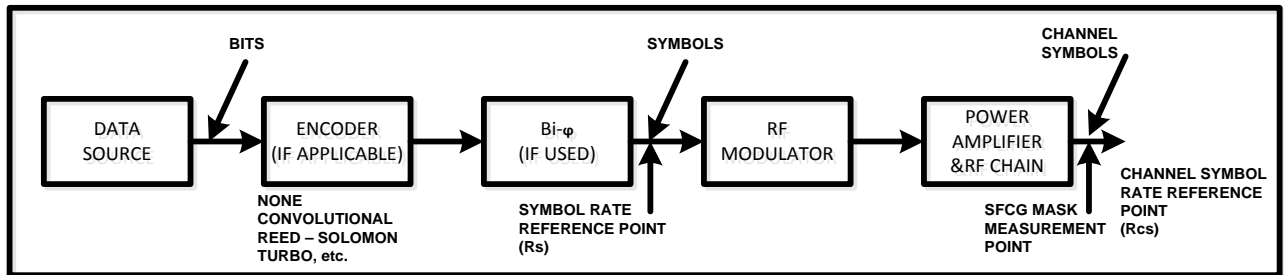 BITS
SYMBOLS
CHANNEL
SYMBOLS
DATA
SOURCE
ENCODER
(IF APPLICABLE)
Bi-φ
(IF USED)
RF
MODULATOR
POWER
AMPLIFIER
&RF CHAIN
NONE
CONVOLUTIONAL
REED – SOLOMON
TURBO, etc.
SYMBOL RATE
REFERENCE POINT
(Rs)
SFCG MASK
MEASUREMENT
POINT
CHANNEL SYMBOL
RATE REFERENCE
POINT
(Rcs)